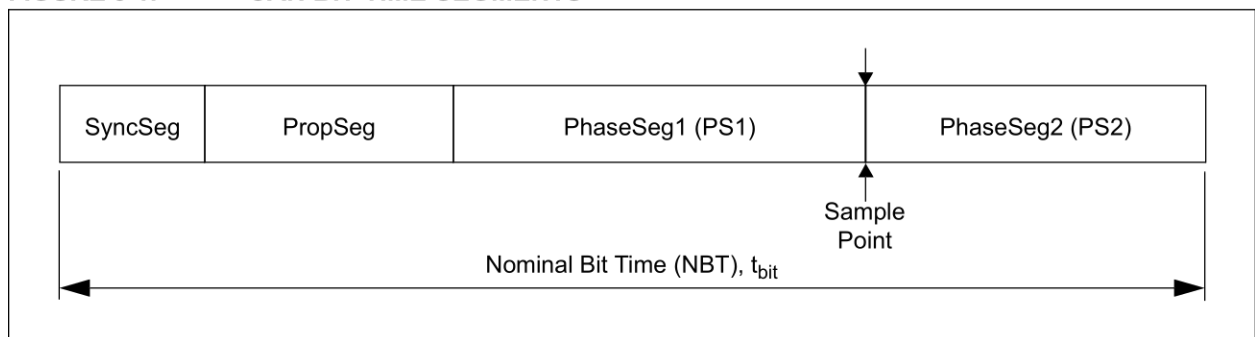 SyncSeg PropSeg PhaseSeg1 (PS1) PhaseSeg2 (PS2)
Sample
Point
Nominal Bit Time (NBT), tbit